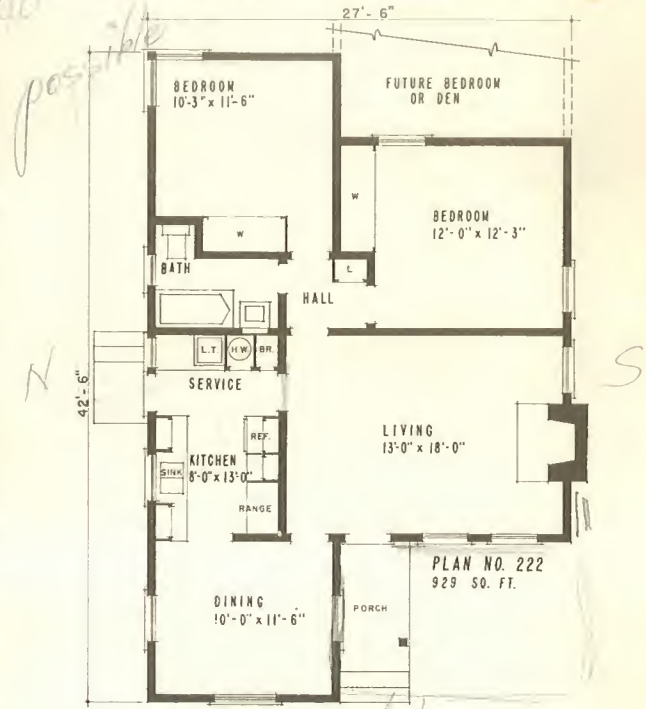 possible
27'-6"
BEDROOM
10'-3" x 11'-6"
FUTURE BEDROOM
OR DEN
W
W
BEDROOM
12'-0" x 12'-3"
BATH
L
HALL
N
42'-6"
S
L.T.
H.W.
BR.
SERVICE
LIVING
13'-0" x 18'-0"
REF.
KITCHEN
8'-0" x 13'-0"
SINK
RANGE
PLAN NO. 222
929 SQ. FT.
DINING
10'-0" x 11'-6"
PORCH